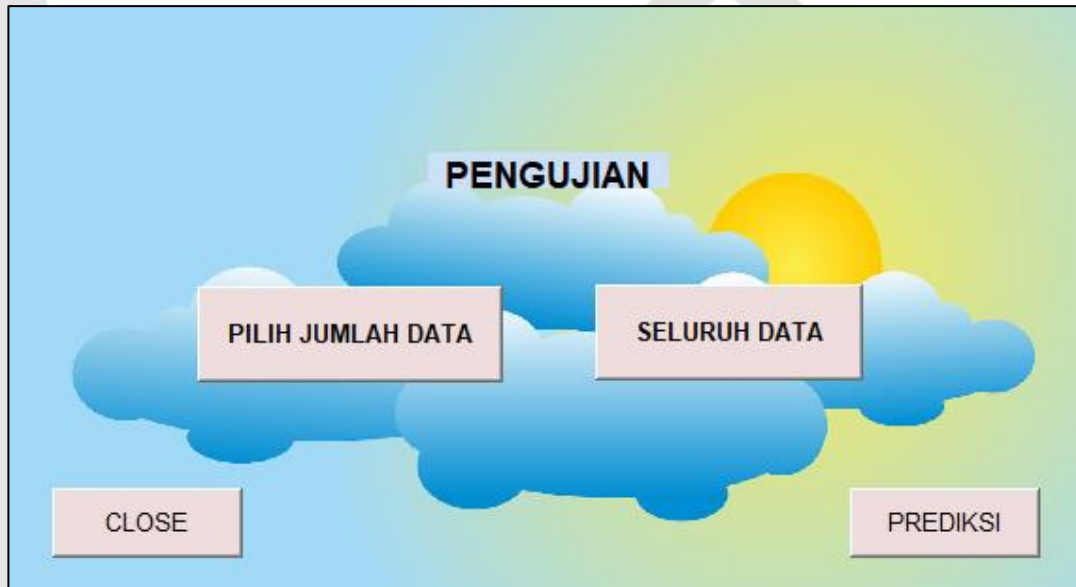 PENGUJIAN
PILIH JUMLAH DATA
SELURUH DATA
CLOSE
PREDIKSI